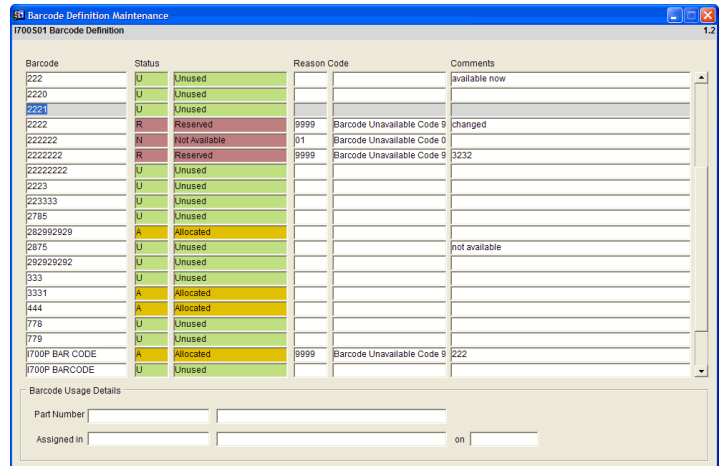 Barcode Definition Maintenance
I700S01 Barcode Definition 1.2
Barcode Status Reason Code Comments
222 U Unused available now
2220 U Unused
2221 U Unused
2222 R Reserved 9999 Barcode Unavailable Code 9 changed
222222 N Not Available 01 Barcode Unavailable Code 0
2222222 R Reserved 9999 Barcode Unavailable Code 9 3232
22222222 U Unused
2223 U Unused
223333 U Unused
2785 U Unused
282992929 A Allocated
2875 U Unused not available
292929292 U Unused
333 U Unused
3331 A Allocated
444 A Allocated
778 U Unused
779 U Unused
I700P BAR CODE A Allocated 9999 Barcode Unavailable Code 9 222
I700P BARCODE U Unused
Barcode Usage Details
Part Number
Assigned in on